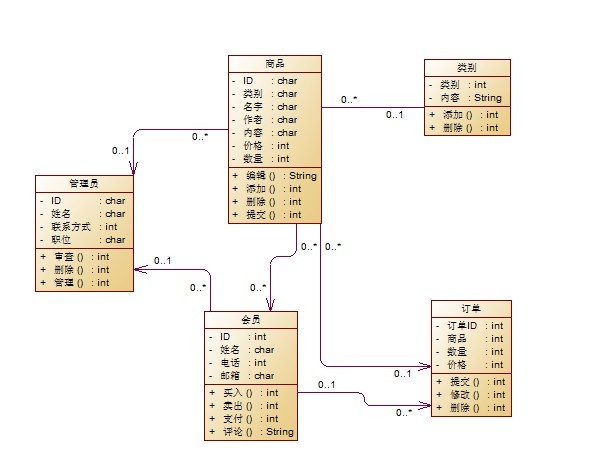 商品
- ID : char
- 类别 : char
- 名字 : char
- 作者 : char
- 内容 : char
- 价格 : int
- 数量 : int
+ 编辑 () : String
+ 添加 () : int
+ 删除 () : int
+ 提交 () : int
类别
- 类别 : int
- 内容 : String
+ 添加 () : int
+ 删除 () : int
0..*
0..1
0..*
0..1
管理员
- ID : char
- 姓名 : char
- 联系方式 : int
- 职位 : char
+ 审查 () : int
+ 删除 () : int
+ 管理 () : int
0..*
0..*
0..1
0..*
0..*
会员
- ID : int
- 姓名 : char
- 电话 : int
- 邮箱 : char
+ 买入 () : int
+ 卖出 () : int
+ 支付 () : int
+ 评论 () : String
订单
- 订单ID : int
- 商品 : int
- 数量 : int
- 价格 : int
+ 提交 () : int
+ 修改 () : int
+ 删除 () : int
0..1
0..1
0..*